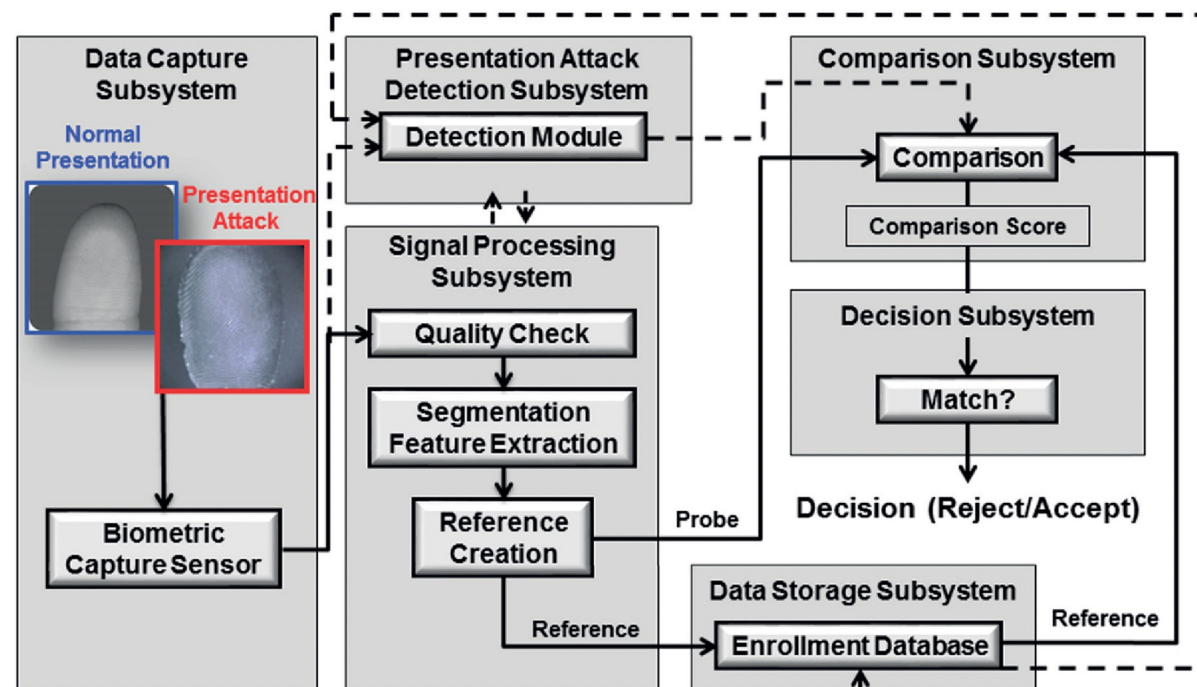 Data Capture
Subsystem
Normal
Presentation
Presentation
Attack
Biometric
Capture Sensor
Presentation Attack
Detection Subsystem
Detection Module
Signal Processing
Subsystem
Quality Check
Segmentation
Feature Extraction
Reference
Creation
Probe
Reference
Comparison Subsystem
Comparison
Comparison Score
Decision Subsystem
Match?
Decision (Reject/Accept)
Data Storage Subsystem
Enrollment Database
Reference